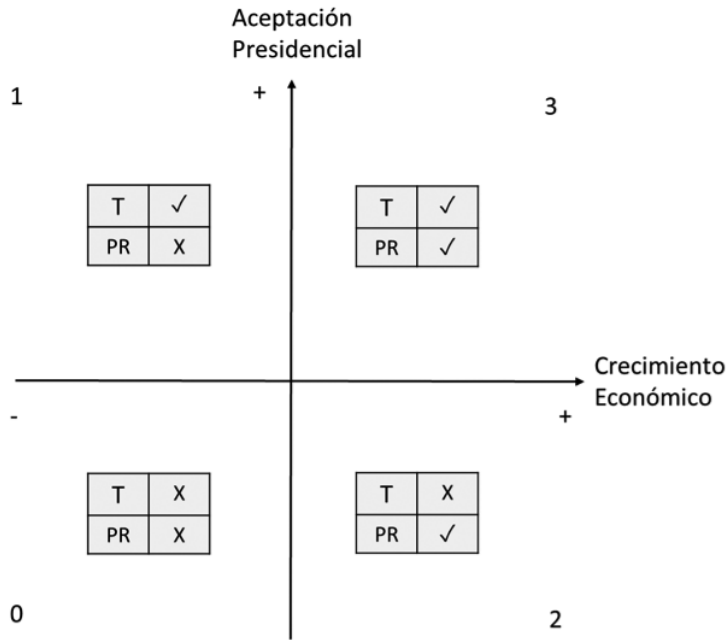 Aceptación
Presidencial
1
+
3
T ✓
PR X
T ✓
PR ✓
Crecimiento
Económico
-
+
T X
PR X
T X
PR ✓
0
2